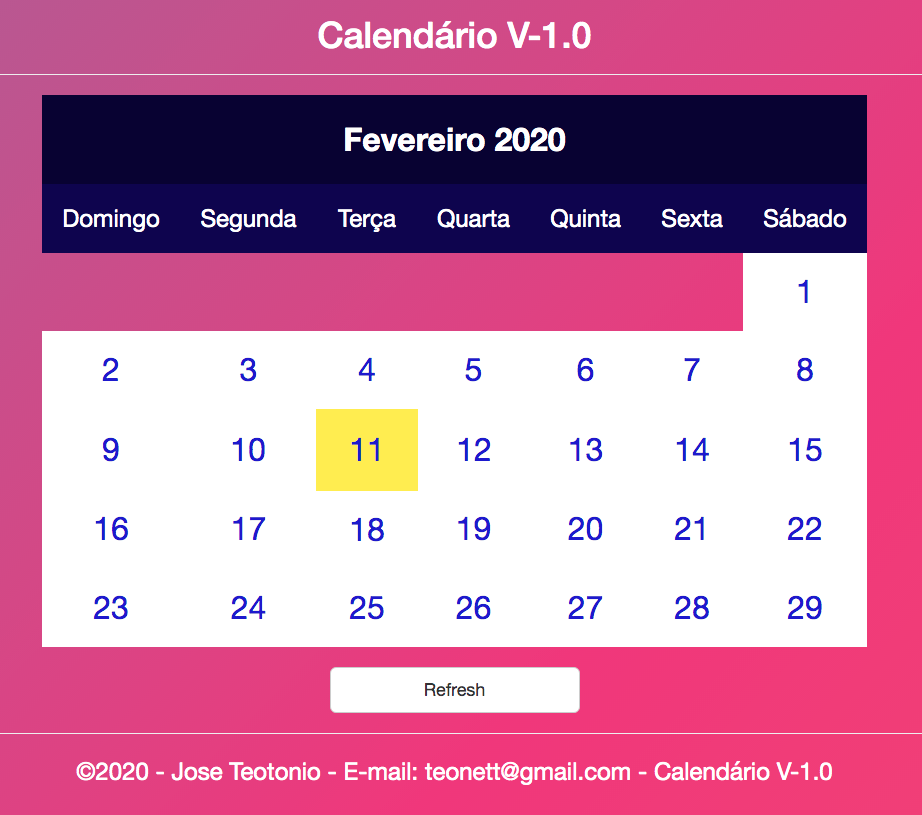 Calendário V-1.0
Fevereiro 2020
Domingo Segunda Terça Quarta Quinta Sexta Sábado
1
2 3 4 5 6 7 8
9 10 11 12 13 14 15
16 17 18 19 20 21 22
23 24 25 26 27 28 29
Refresh
©2020 - Jose Teotonio - E-mail: teonett@gmail.com - Calendário V-1.0